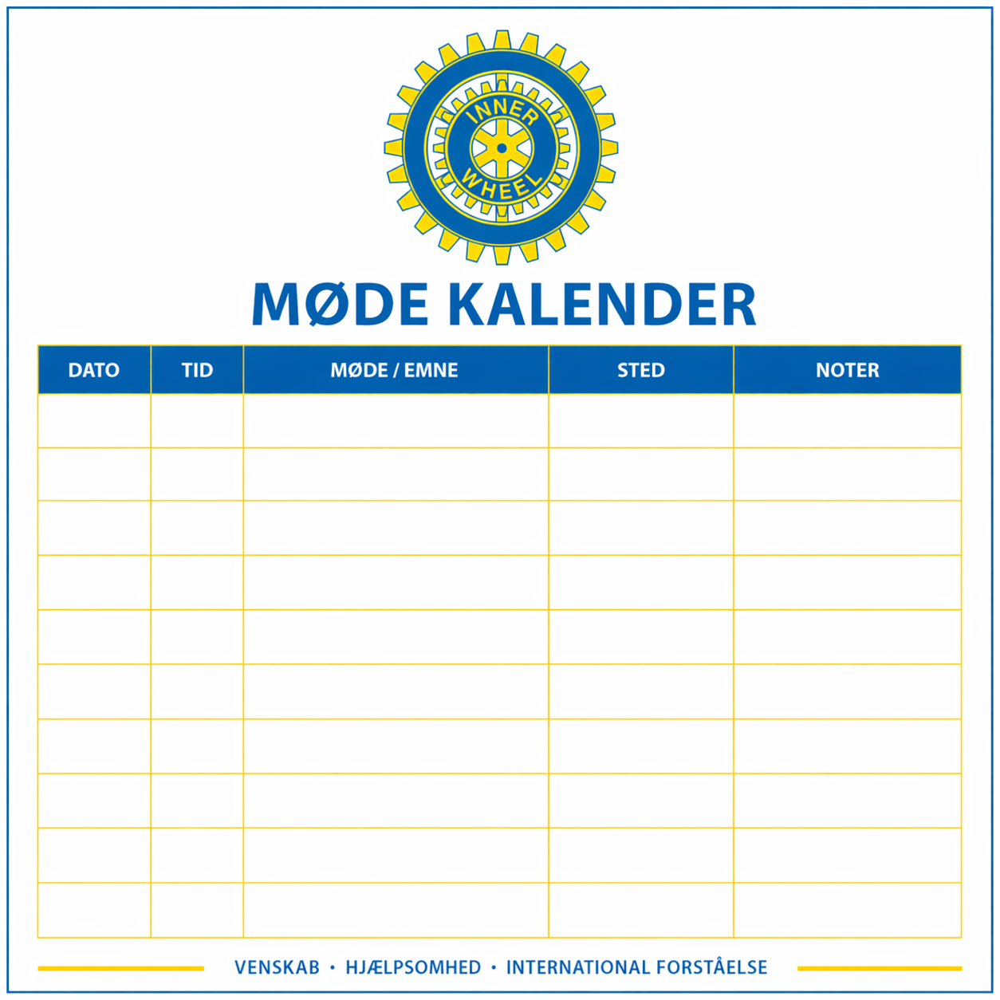 INNER
WHEEL
MØDE KALENDER
DATO TID MØDE / EMNE STED NOTER
VENSKAB • HJÆLPSOMHED • INTERNATIONAL FORSTÅELSE